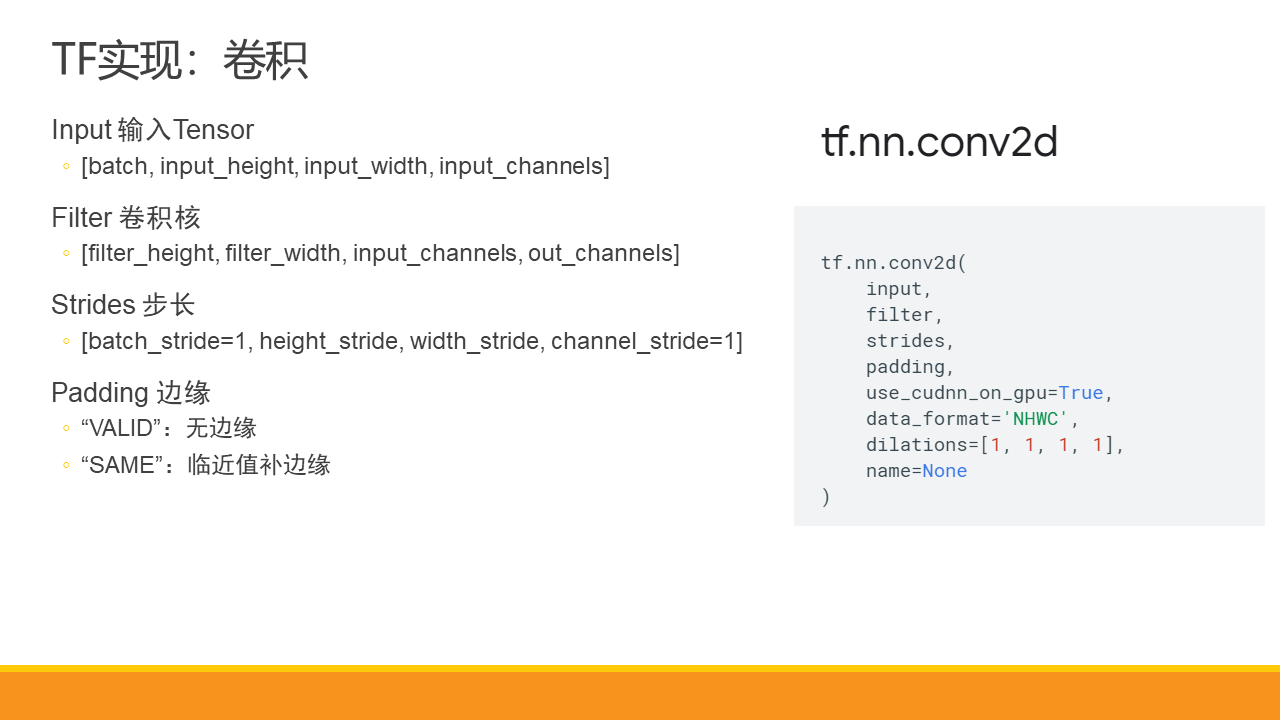 TF实现：卷积
Input 输入Tensor
◦ [batch, input_height, input_width, input_channels]
Filter 卷积核
◦ [filter_height, filter_width, input_channels, out_channels]
Strides 步长
◦ [batch_stride=1, height_stride, width_stride, channel_stride=1]
Padding 边缘
◦ “VALID”：无边缘
◦ “SAME”：临近值补边缘
tf.nn.conv2d
tf.nn.conv2d(
    input,
    filter,
    strides,
    padding,
    use_cudnn_on_gpu=True,
    data_format='NHWC',
    dilations=[1, 1, 1, 1],
    name=None
)